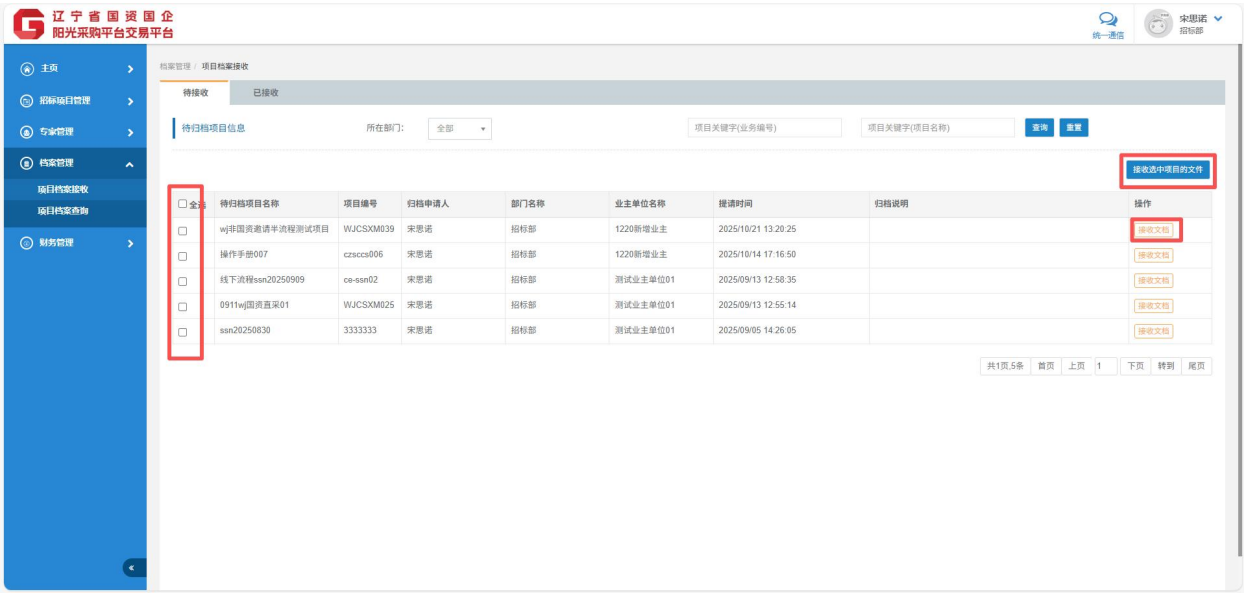 辽宁省国资国企
阳光采购平台交易平台
统一通信
宋思诺
招标部
主页
招标项目管理
专家管理
档案管理
项目档案接收
项目档案查询
财务管理
档案管理 / 项目档案接收
待接收 已接收
待归档项目信息 所在部门: 全部 项目关键字(业务编号) 项目关键字(项目名称) 查询 重置
接收选中项目的文件
全选 待归档项目名称 项目编号 归档申请人 部门名称 业主单位名称 提请时间 归档说明 操作
wj非国资邀请半流程测试项目 WJCSXM039 宋思诺 招标部 1220新增业主 2025/10/21 13:20:25 接收文档
操作手册007 czsccs006 宋思诺 招标部 1220新增业主 2025/10/14 17:16:50 接收文档
线下流程ssn20250909 ce-ssn02 宋思诺 招标部 测试业主单位01 2025/09/13 12:58:35 接收文档
0911wj国资直采01 WJCSXM025 宋思诺 招标部 测试业主单位01 2025/09/13 12:55:14 接收文档
ssn20250830 3333333 宋思诺 招标部 测试业主单位01 2025/09/05 14:26:05 接收文档
共1页,5条 首页 上页 1 下页 转到 尾页